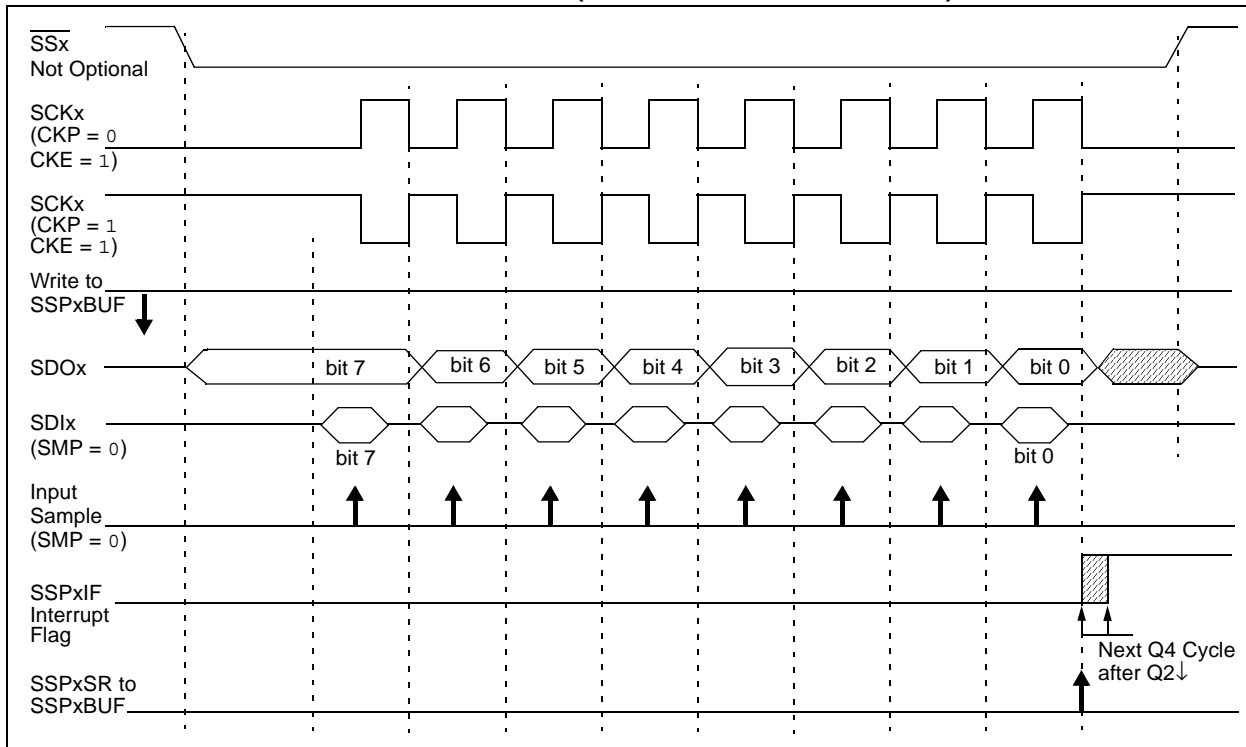 SSx
Not Optional
SCKx
(CKP = 0
CKE = 1)
SCKx
(CKP = 1
CKE = 1)
Write to
SSPxBUF
SDOx
bit 7 bit 6 bit 5 bit 4 bit 3 bit 2 bit 1 bit 0
SDIx
(SMP = 0)
bit 7 bit 0
Input
Sample
(SMP = 0)
SSPxIF
Interrupt
Flag
Next Q4 Cycle
after Q2↓
SSPxSR to
SSPxBUF